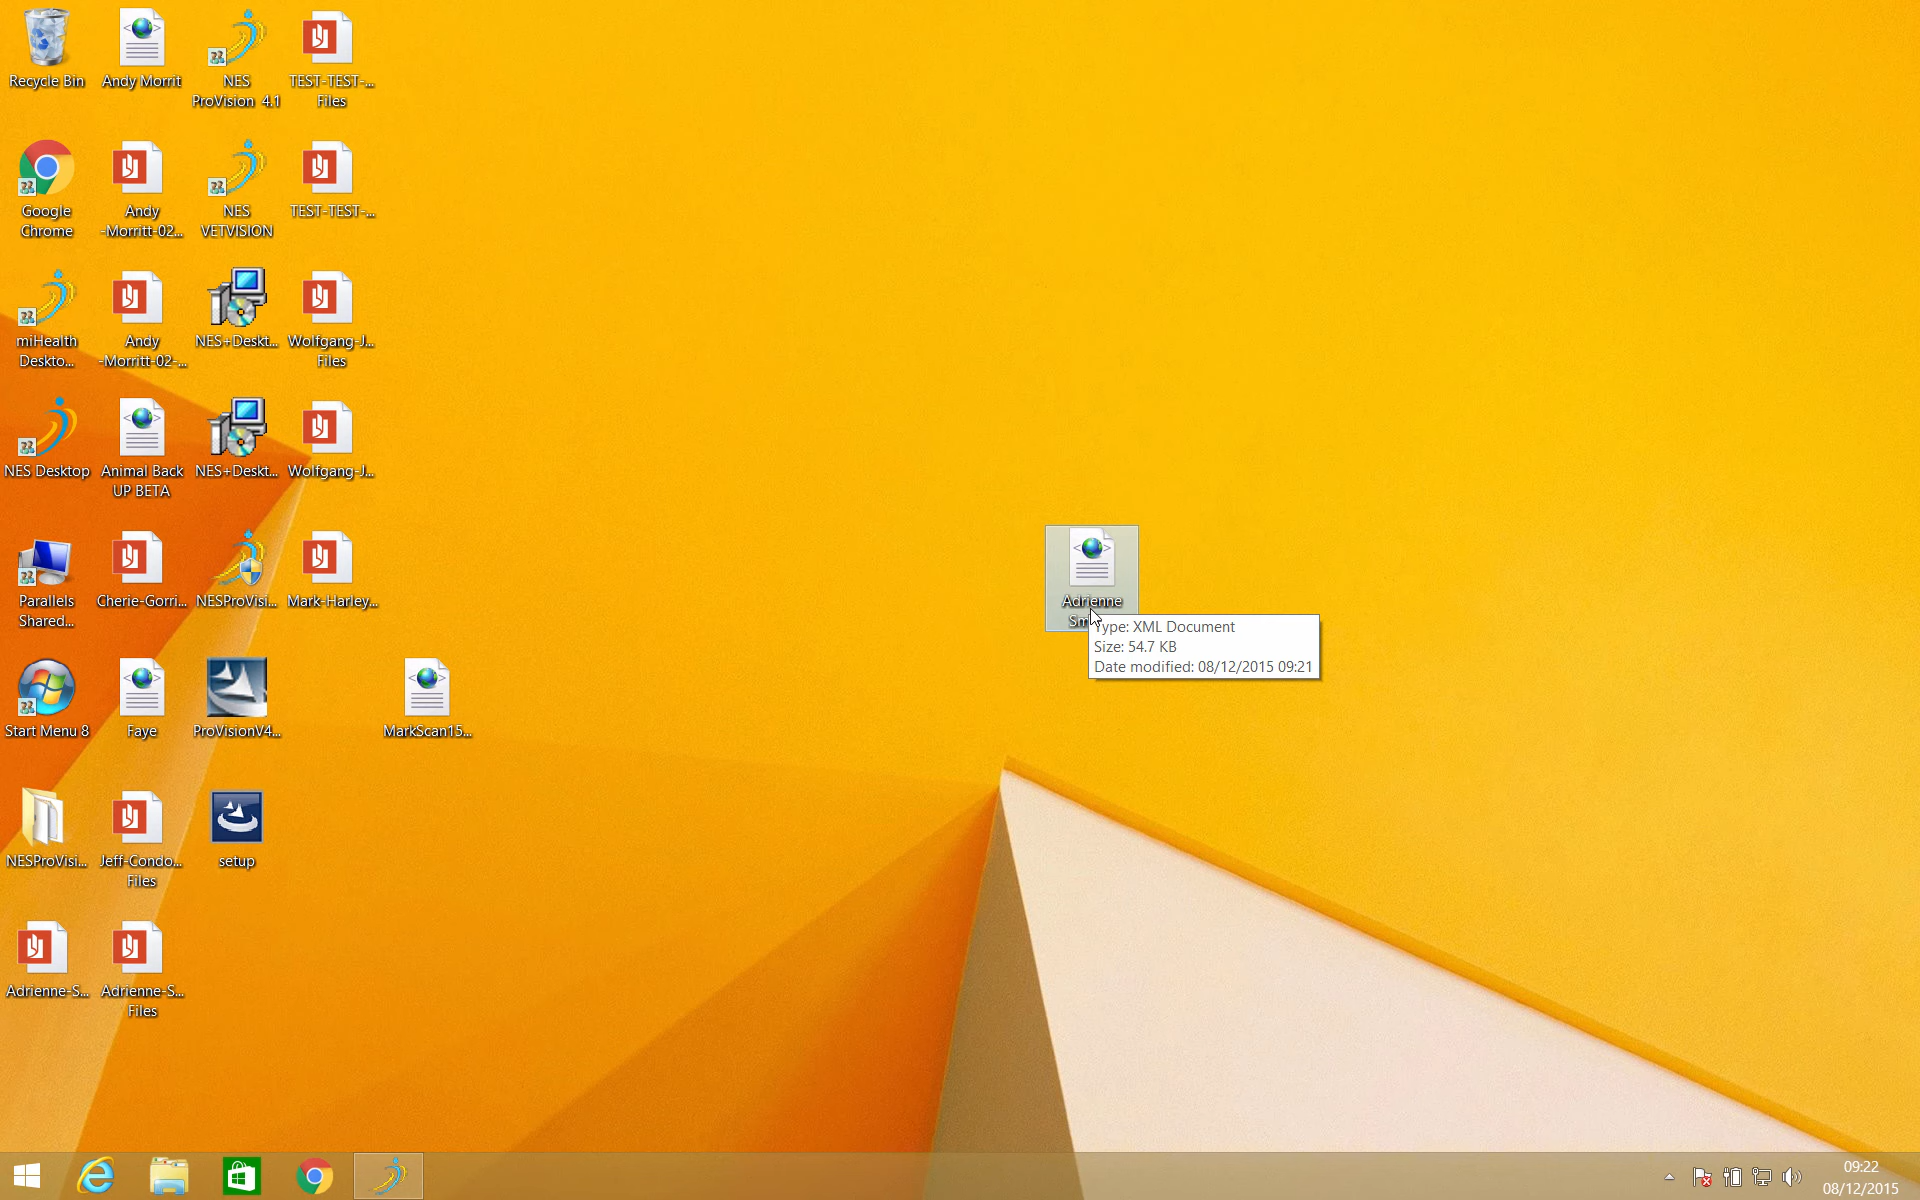 Recycle Bin
Andy Morrit
NES
ProVision 4.1
TEST-TEST-...
Files
Google
Chrome
Andy
-Morritt-02...
NES
VETVISION
TEST-TEST-...
miHealth
Deskto...
Andy
-Morritt-02-...
NES+Deskt...
Wolfgang-J...
Files
NES Desktop
Animal Back
UP BETA
NES+Deskt...
Wolfgang-J...
Parallels
Shared...
Cherie-Gorri...
NESProVisi...
Mark-Harley...
Adrienne
Type: XML Document
Size: 54.7 KB
Date modified: 08/12/2015 09:21
Start Menu 8
Faye
ProVisionV4...
MarkScan15...
NESProVisi...
Jeff-Condo...
Files
setup
Adrienne-S...
Adrienne-S...
Files
09:22
08/12/2015